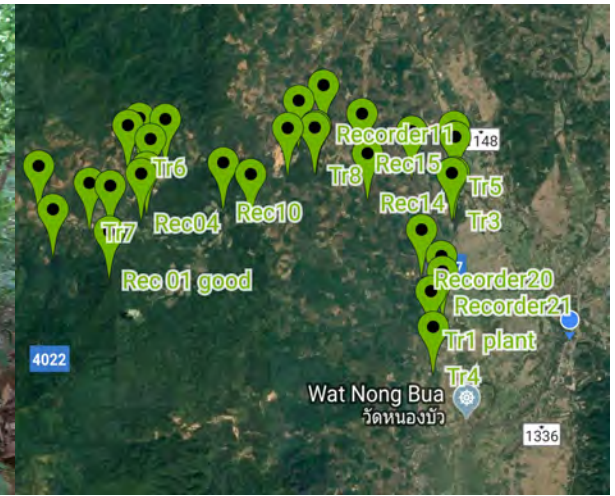 Recorder11
148
Rec15
Tr6
Tr8
Tr5
Rec04
Rec10
Rec14
Tr3
Tr7
Rec 01 good
7
Recorder20
Recorder21
Tr1 plant
4022
Tr4
Wat Nong Bua
วัดหนองบัว
1336